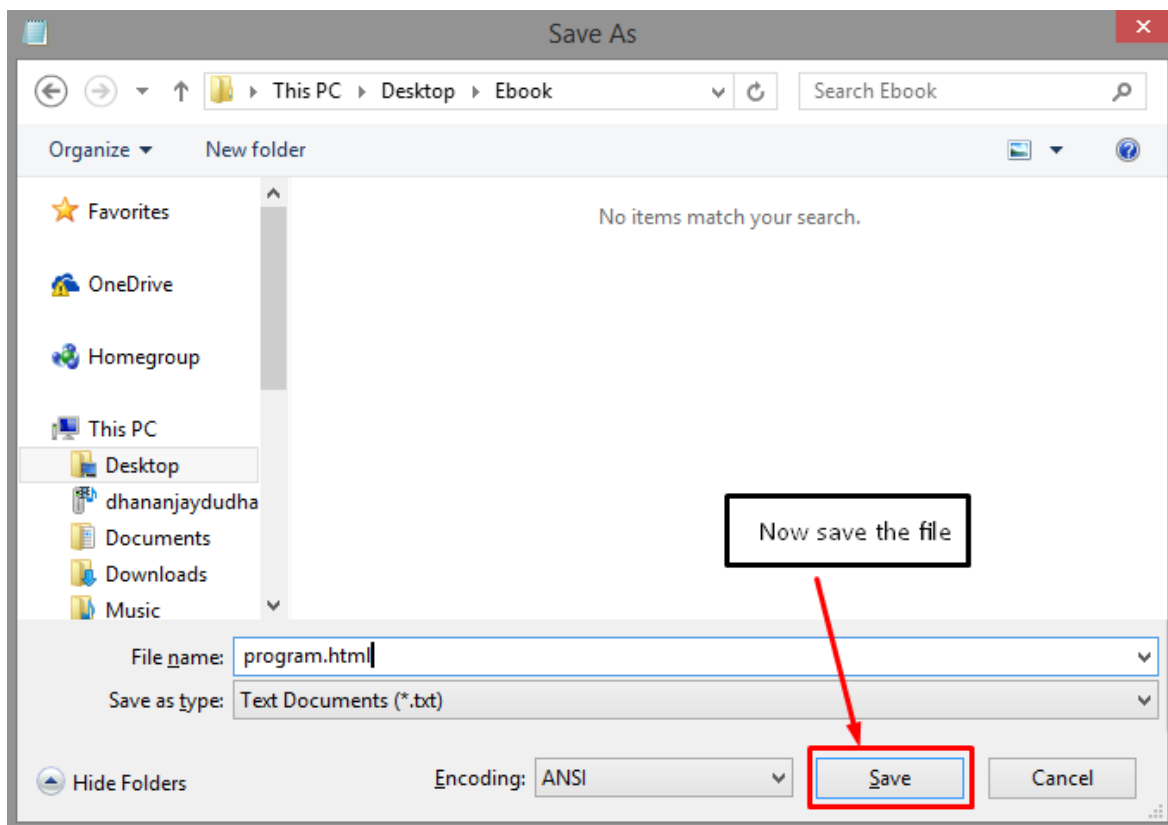 Save As
This PC Desktop Ebook
Search Ebook
Organize
New folder
Favorites
No items match your search.
OneDrive
Homegroup
This PC
Desktop
dhananjaydudha
Documents
Downloads
Music
Now save the file
File name: program.html
Save as type: Text Documents (*.txt)
Hide Folders
Encoding: ANSI
Save
Cancel